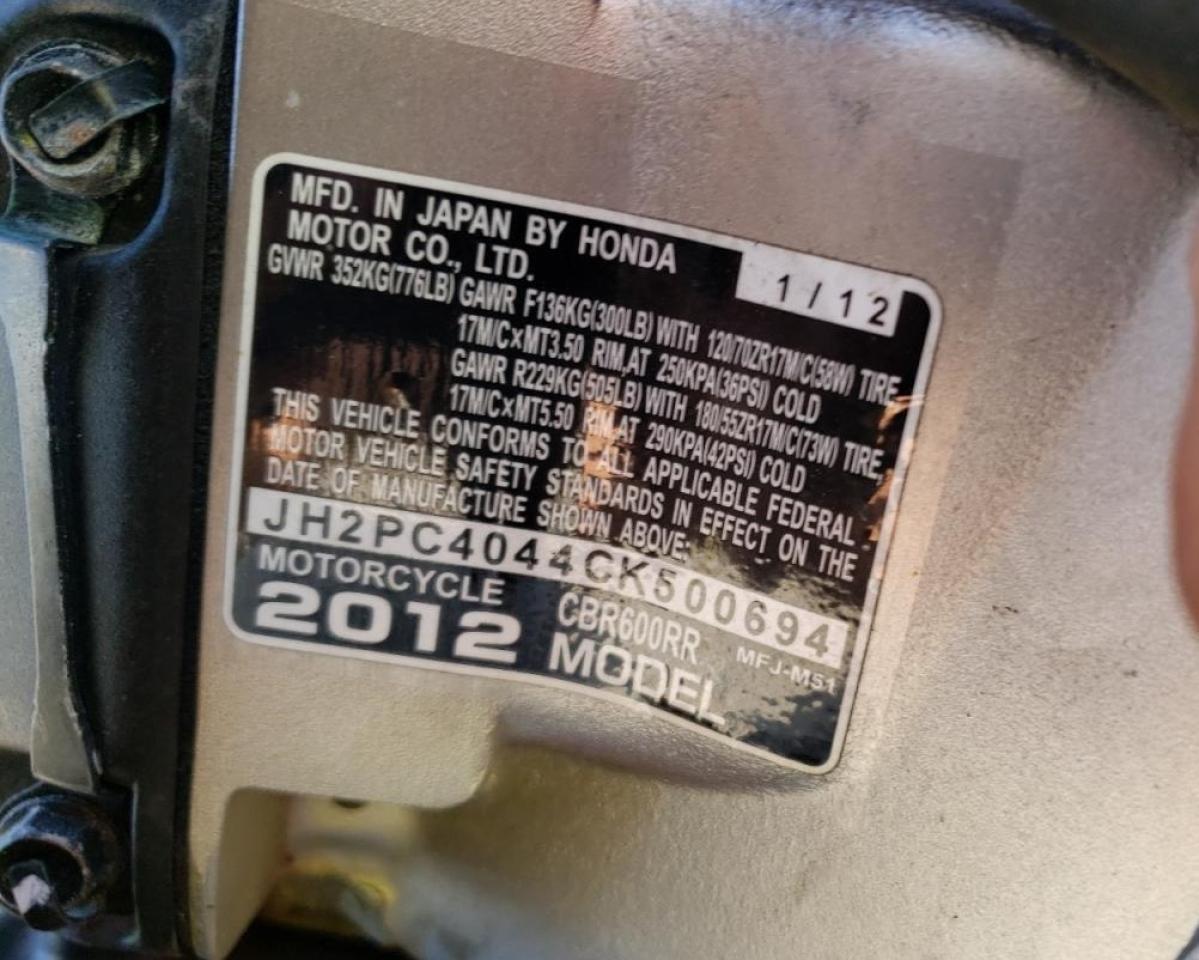 MFD. IN JAPAN BY HONDA
MOTOR CO., LTD.
1/12
GVWR 352KG(776LB) GAWR F136KG(300LB) WITH 120/70ZR17M/C(58W) TIRE,
17M/C×MT3.50 RIM,AT 250KPA(36PSI) COLD
GAWR R229KG(505LB) WITH 180/55ZR17M/C(73W) TIRE,
17M/C×MT5.50 RIM,AT 290KPA(42PSI) COLD
THIS VEHICLE CONFORMS TO ALL APPLICABLE FEDERAL
MOTOR VEHICLE SAFETY STANDARDS IN EFFECT ON THE
DATE OF MANUFACTURE SHOWN ABOVE:
JH2PC4044CK500694
MOTORCYCLE CBR600RR MFJ-M51
2012 MODEL